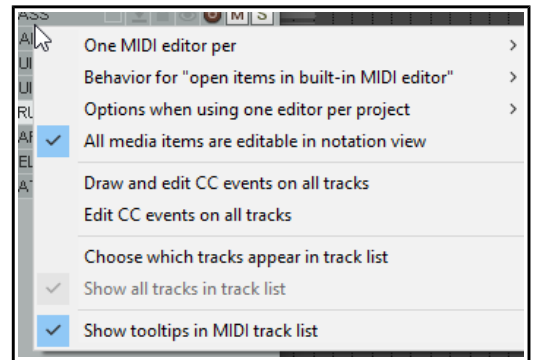 ASS M S
One MIDI editor per
Behavior for "open items in built-in MIDI editor"
Options when using one editor per project
All media items are editable in notation view
Draw and edit CC events on all tracks
Edit CC events on all tracks
Choose which tracks appear in track list
Show all tracks in track list
Show tooltips in MIDI track list